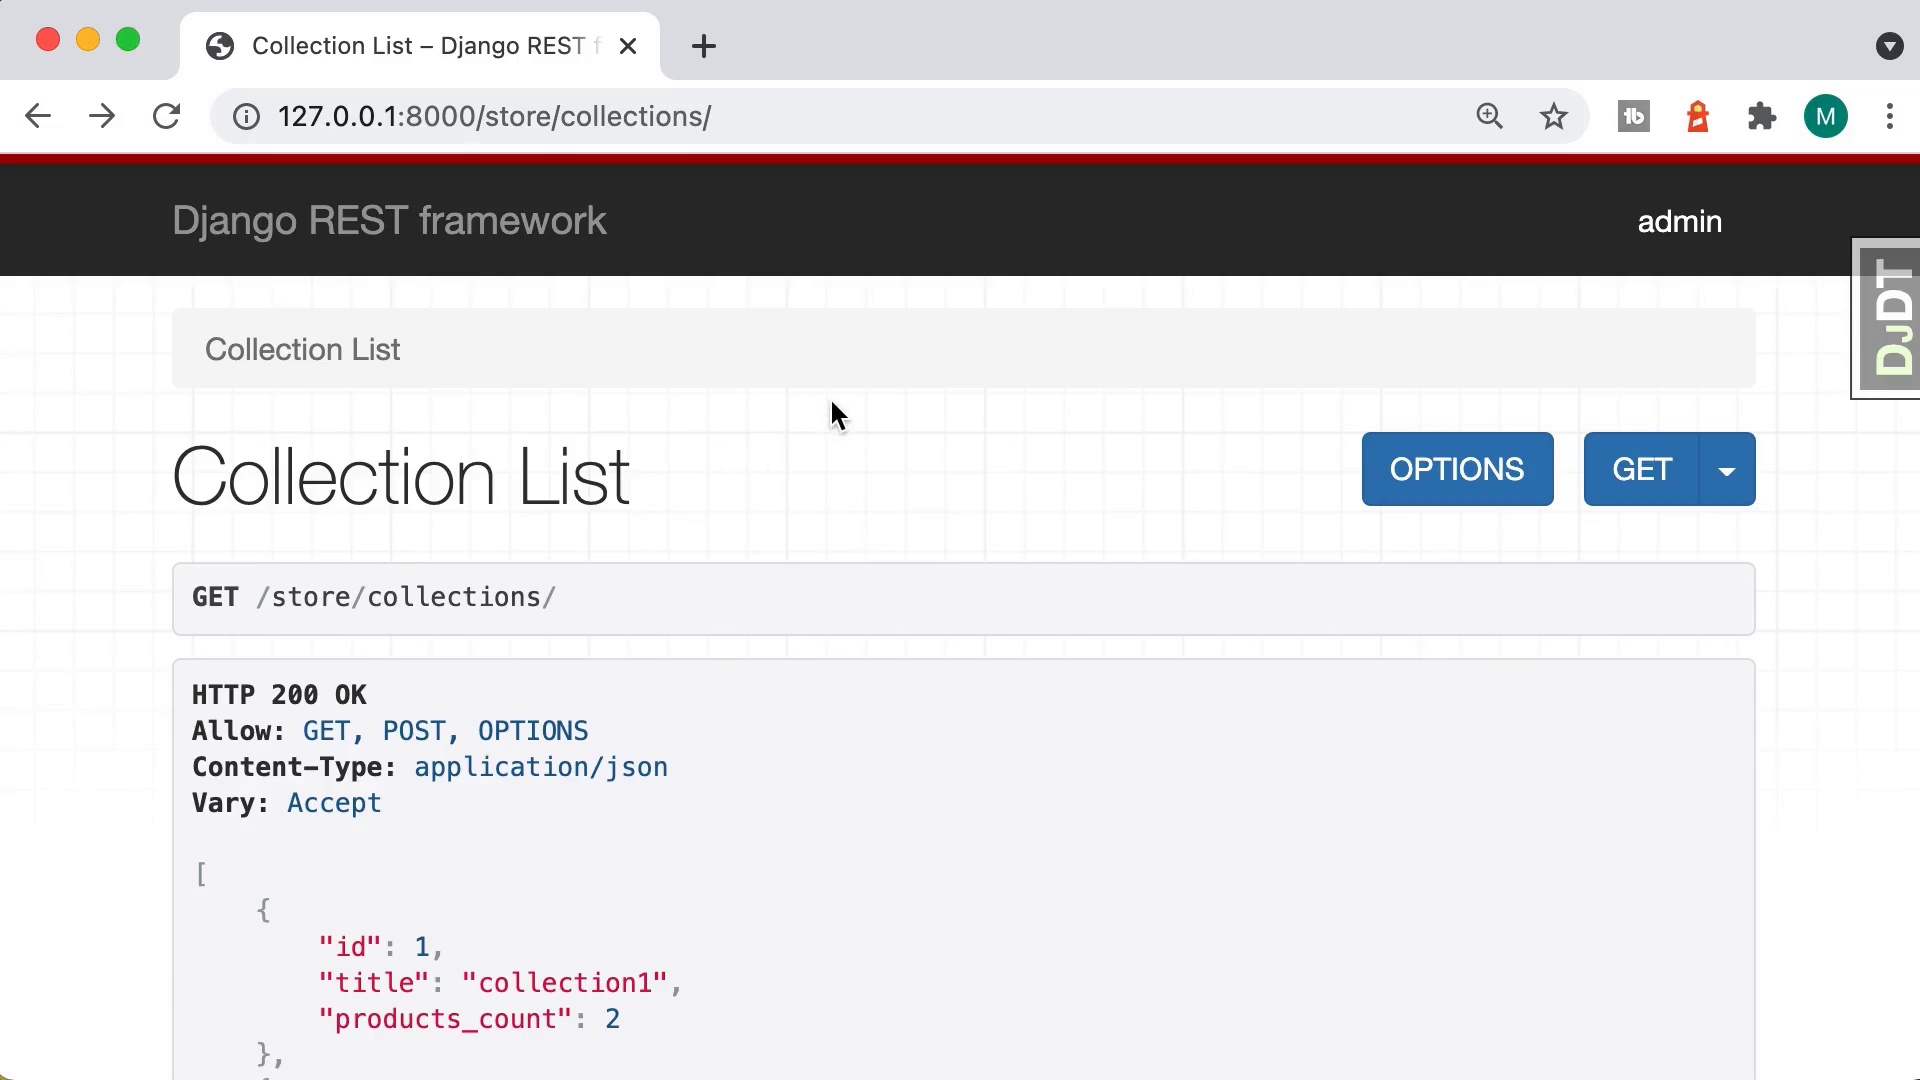 Collection List – Django REST f
127.0.0.1:8000/store/collections/
M
Django REST framework
admin
DJDT
Collection List
Collection List
OPTIONS
GET
GET /store/collections/
HTTP 200 OK
Allow: GET, POST, OPTIONS
Content-Type: application/json
Vary: Accept
[
{
"id": 1,
"title": "collection1",
"products_count": 2
},